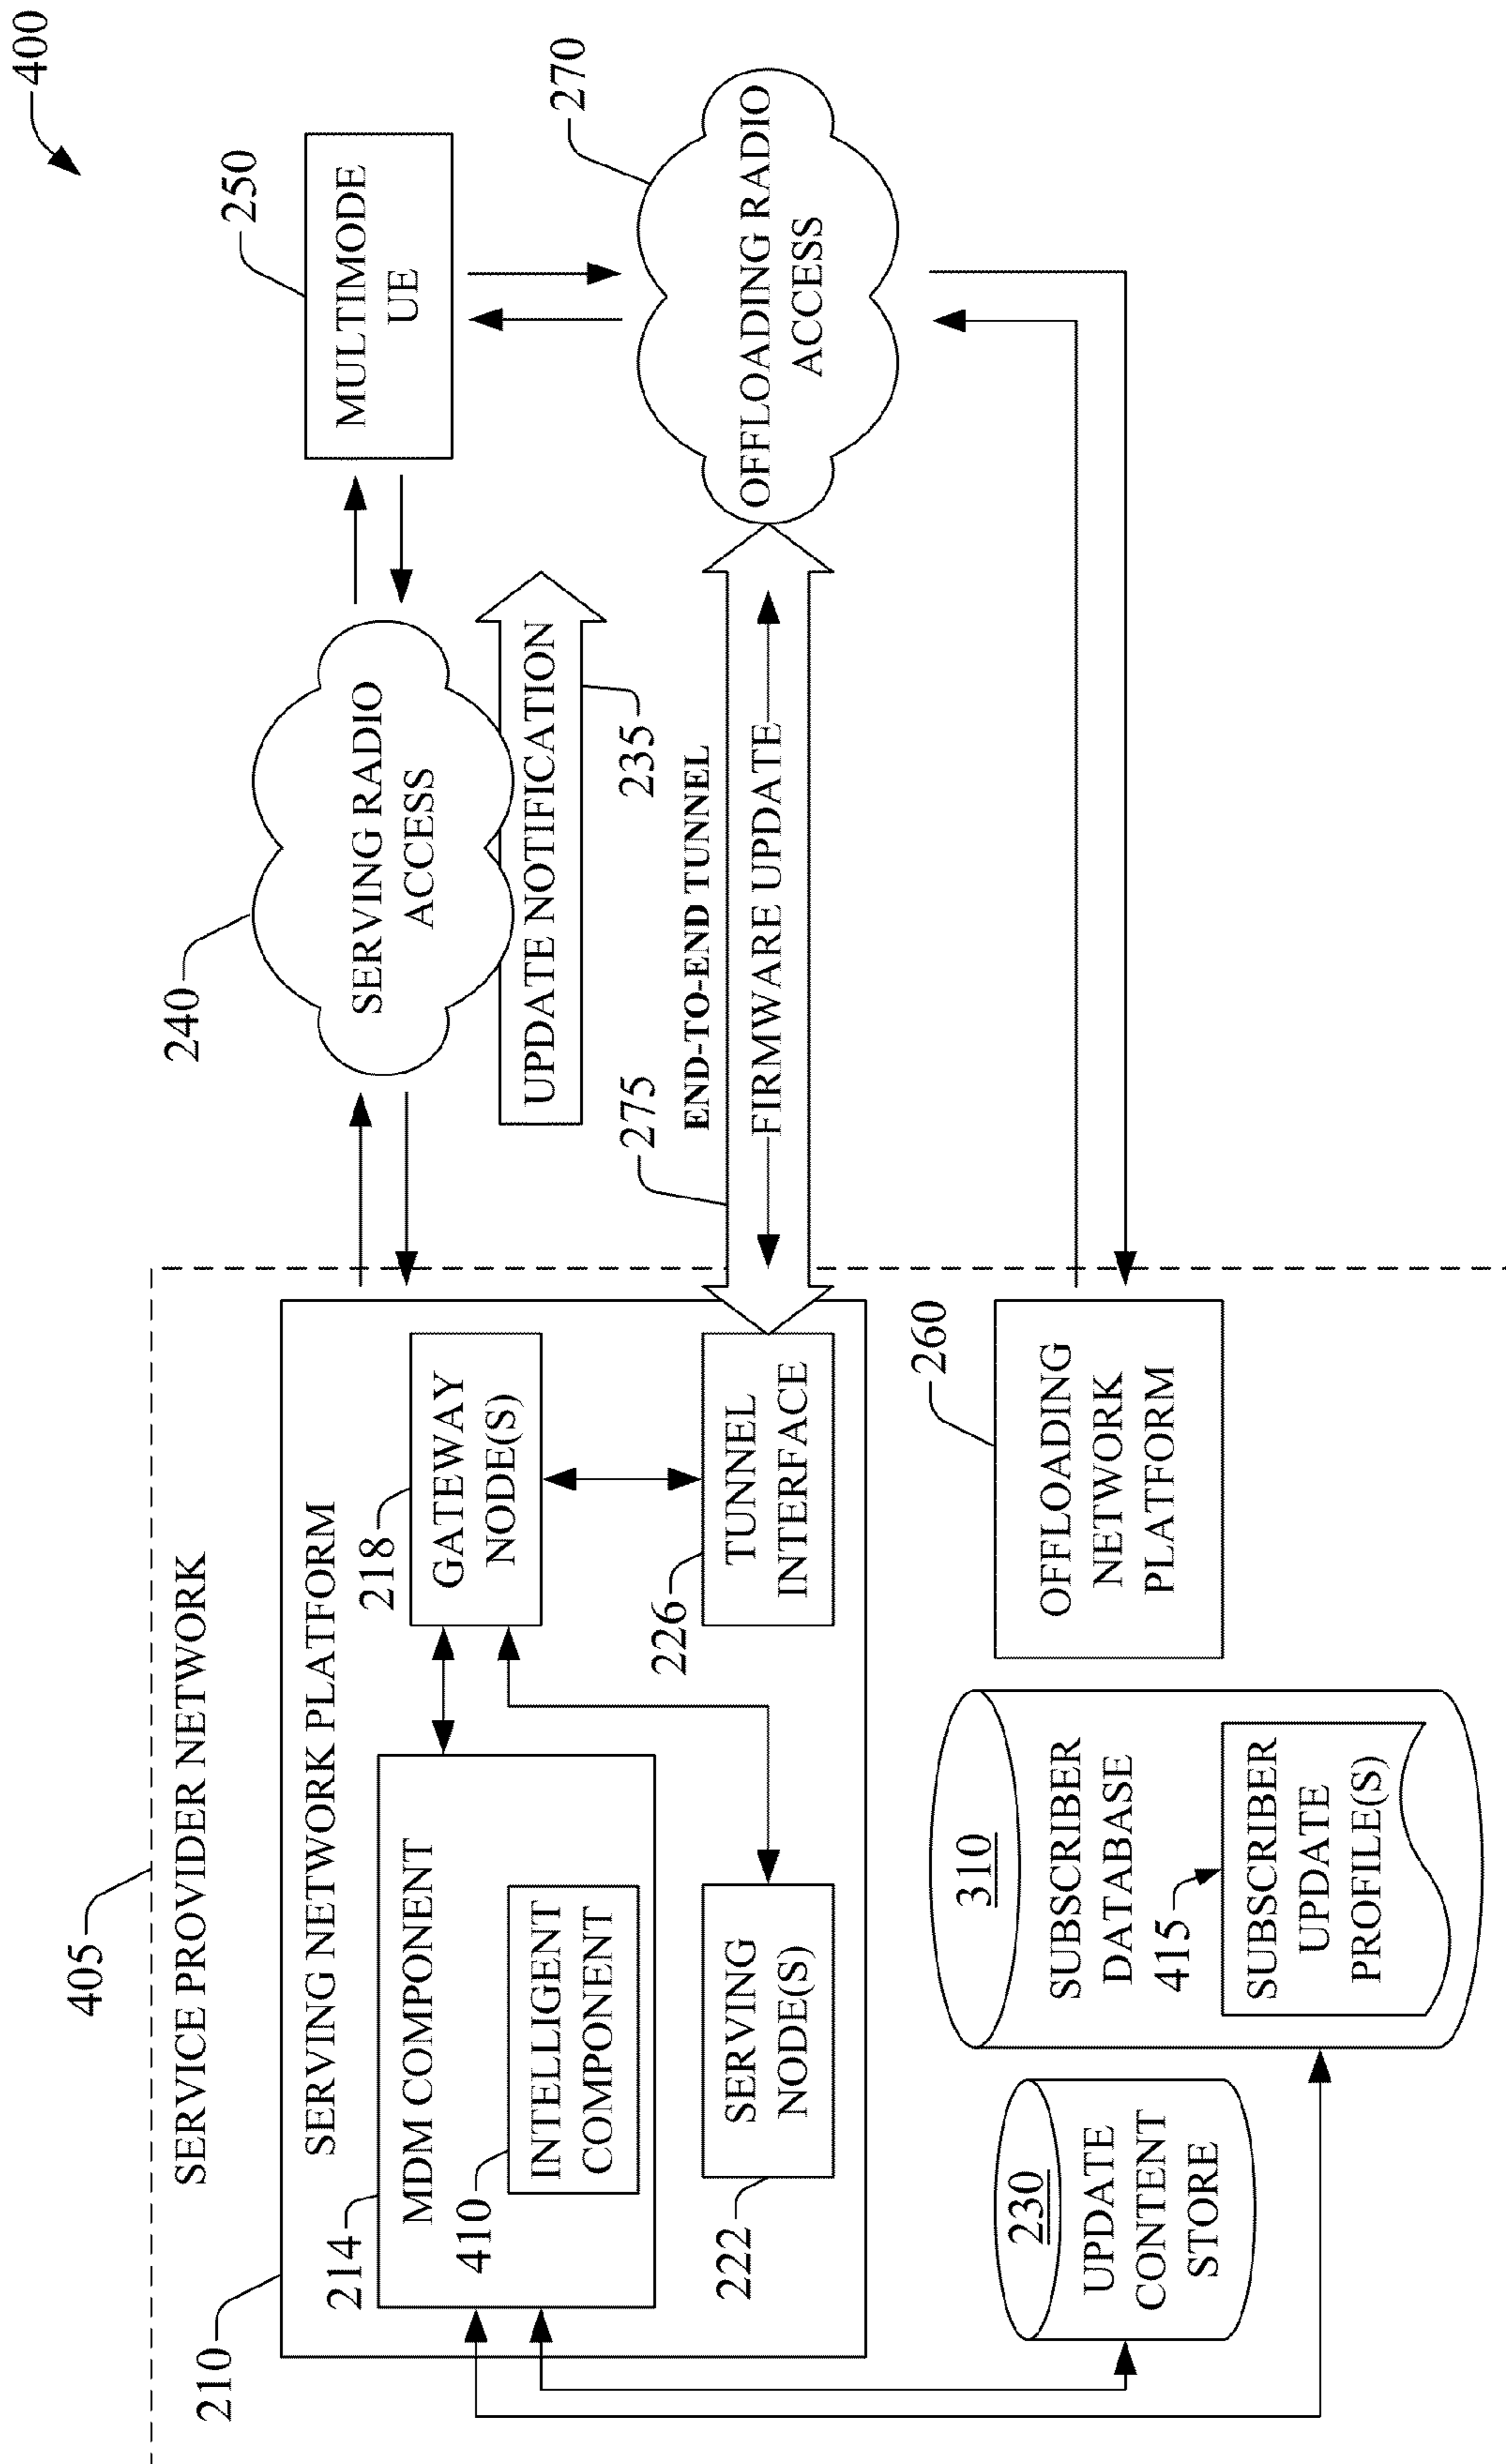 400
405
SERVICE PROVIDER NETWORK
210
SERVING NETWORK PLATFORM
214
MDM COMPONENT
410
INTELLIGENT
COMPONENT
218
GATEWAY
NODE(S)
222
SERVING
NODE(S)
226
TUNNEL
INTERFACE
240
SERVING RADIO
ACCESS
UPDATE NOTIFICATION
235
250
MULTIMODE
UE
275
END-TO-END TUNNEL
FIRMWARE UPDATE
270
OFFLOADING RADIO
ACCESS
230
UPDATE
CONTENT
STORE
310
SUBSCRIBER
DATABASE
415
SUBSCRIBER
UPDATE
PROFILE(S)
260
OFFLOADING
NETWORK
PLATFORM